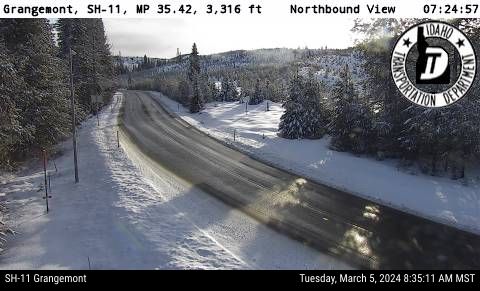 Grangemont, SH-11, MP 35.42, 3,316 ft Northbound View 07:24:57
IDAHO
TRANSPORTATION DEPARTMENT
SH-11 Grangemont Tuesday, March 5, 2024 8:35:11 AM MST